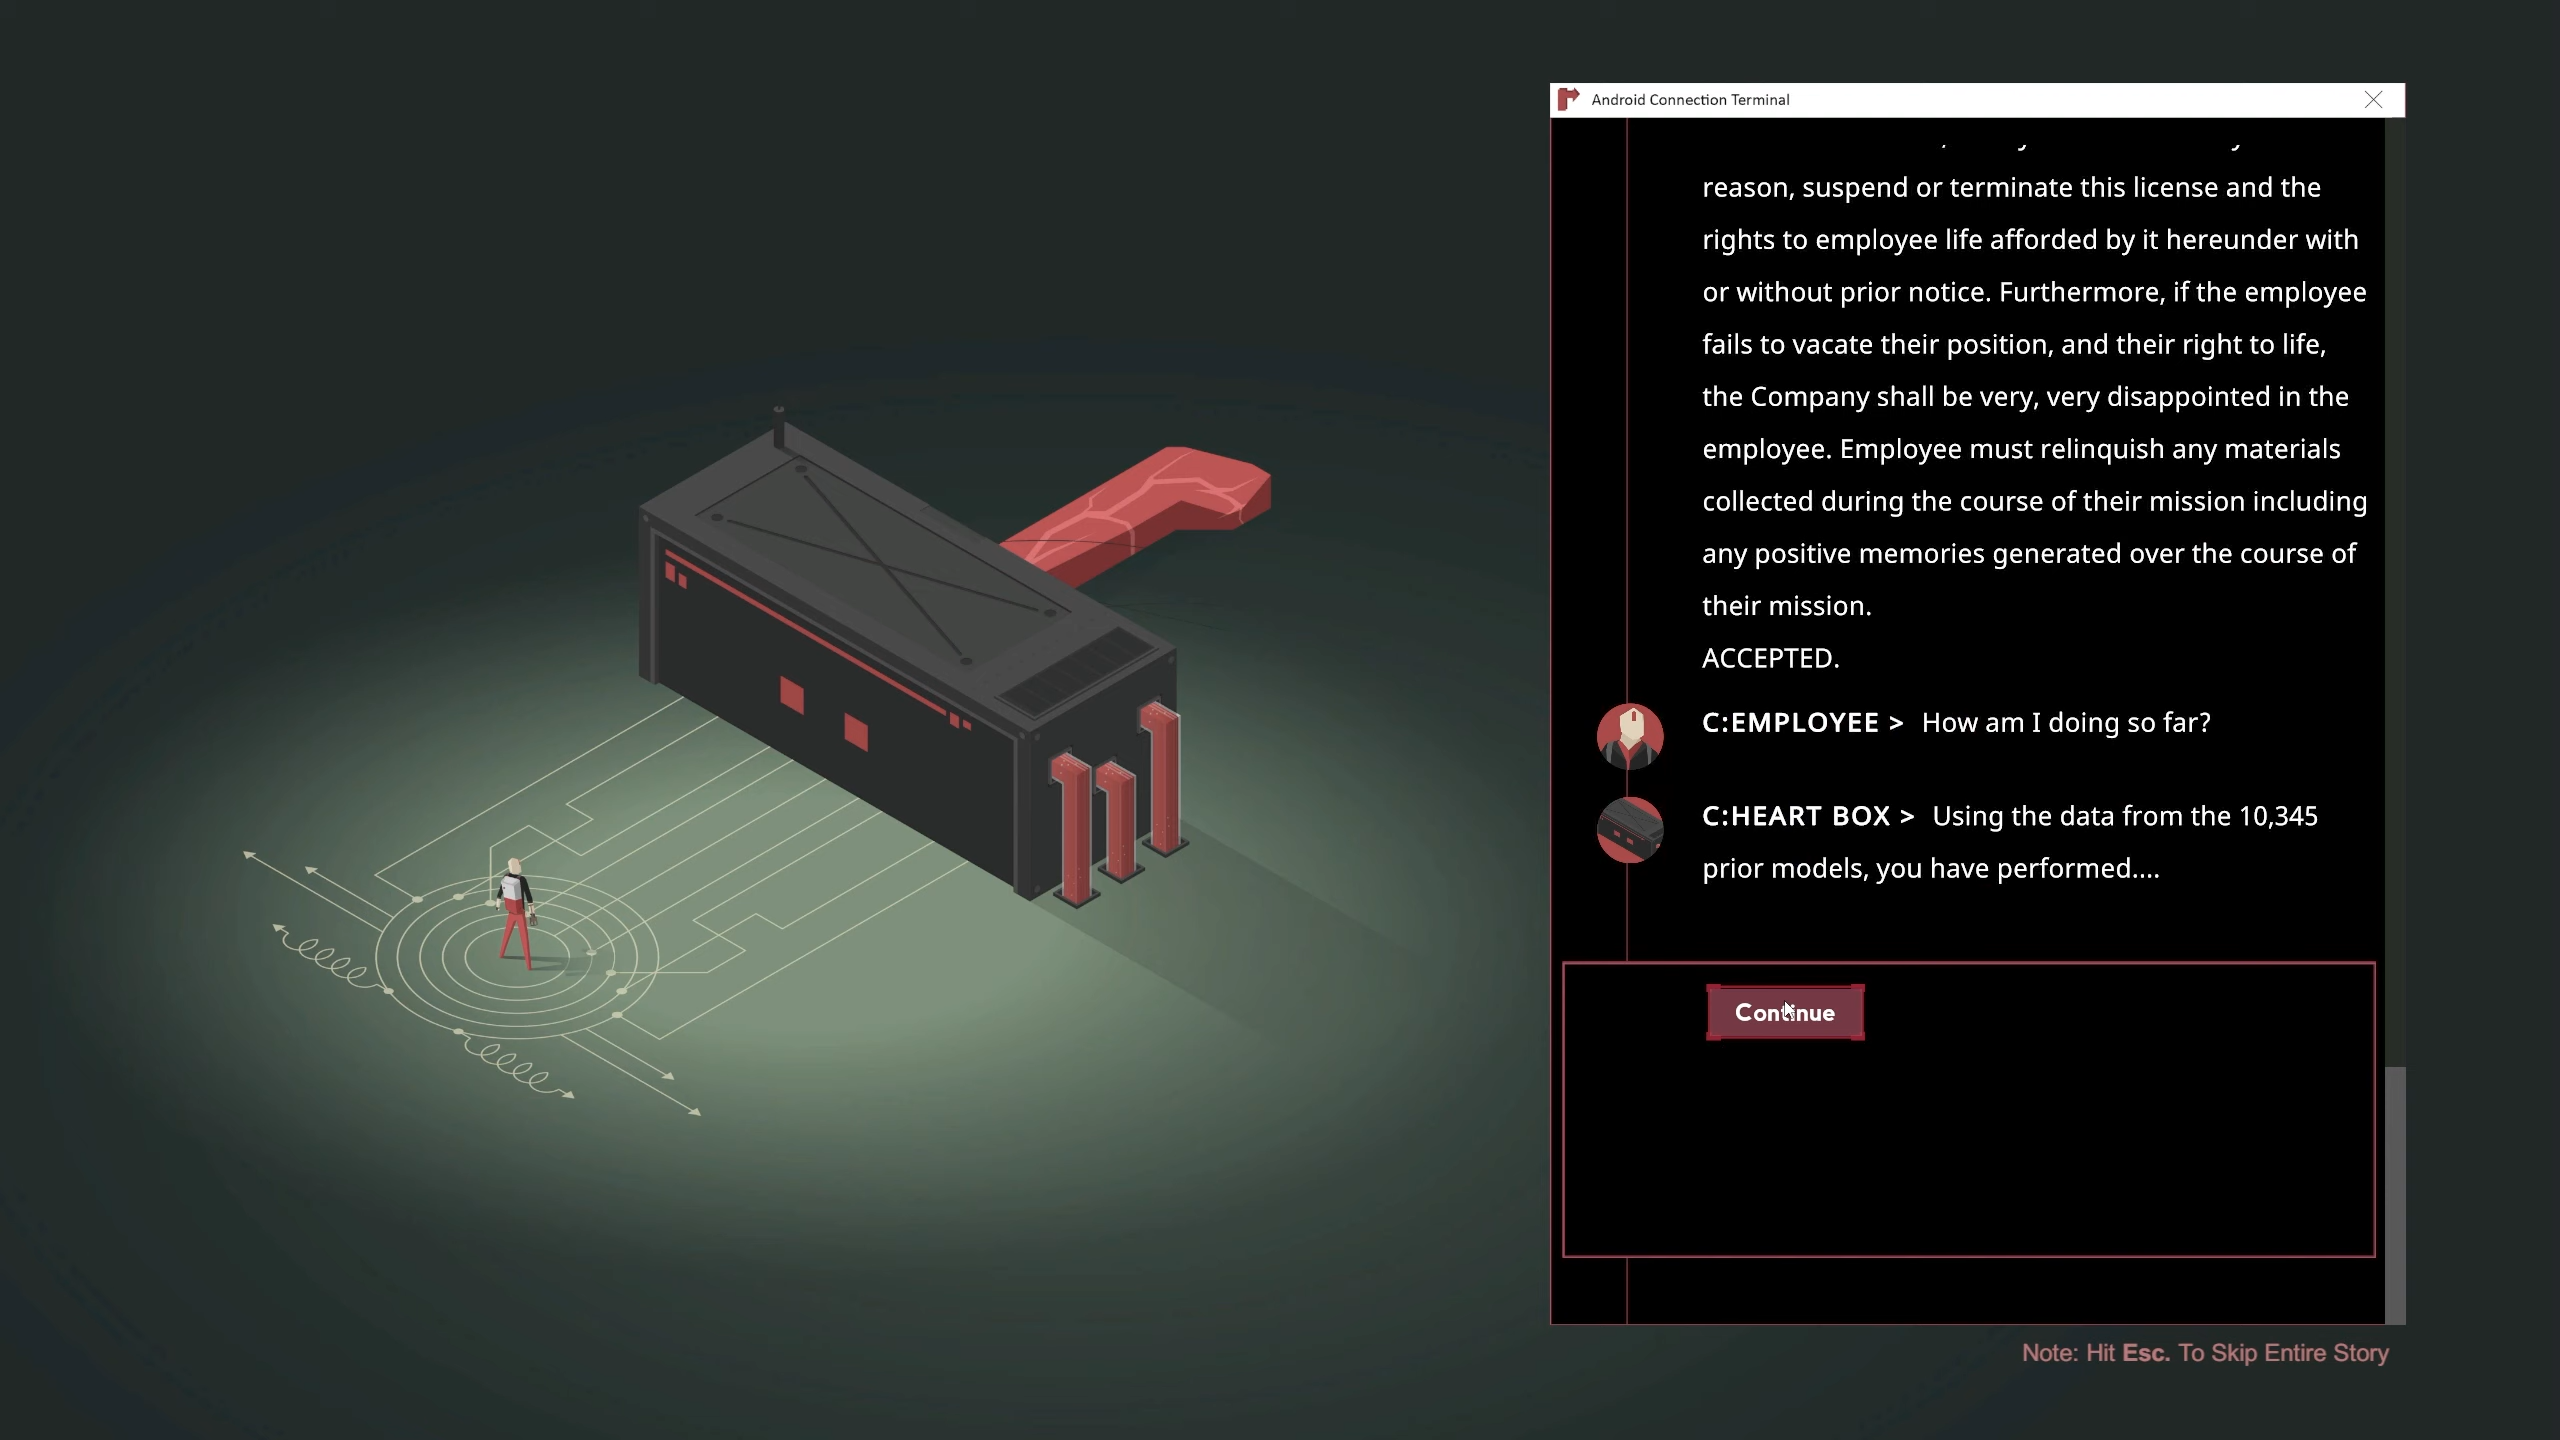 Android Connection Terminal
reason, suspend or terminate this license and the
rights to employee life afforded by it hereunder with
or without prior notice. Furthermore, if the employee
fails to vacate their position, and their right to life,
the Company shall be very, very disappointed in the
employee. Employee must relinquish any materials
collected during the course of their mission including
any positive memories generated over the course of
their mission.
ACCEPTED.
C:EMPLOYEE > How am I doing so far?
C:HEART BOX > Using the data from the 10,345
prior models, you have performed....
Continue
Note: Hit Esc. To Skip Entire Story